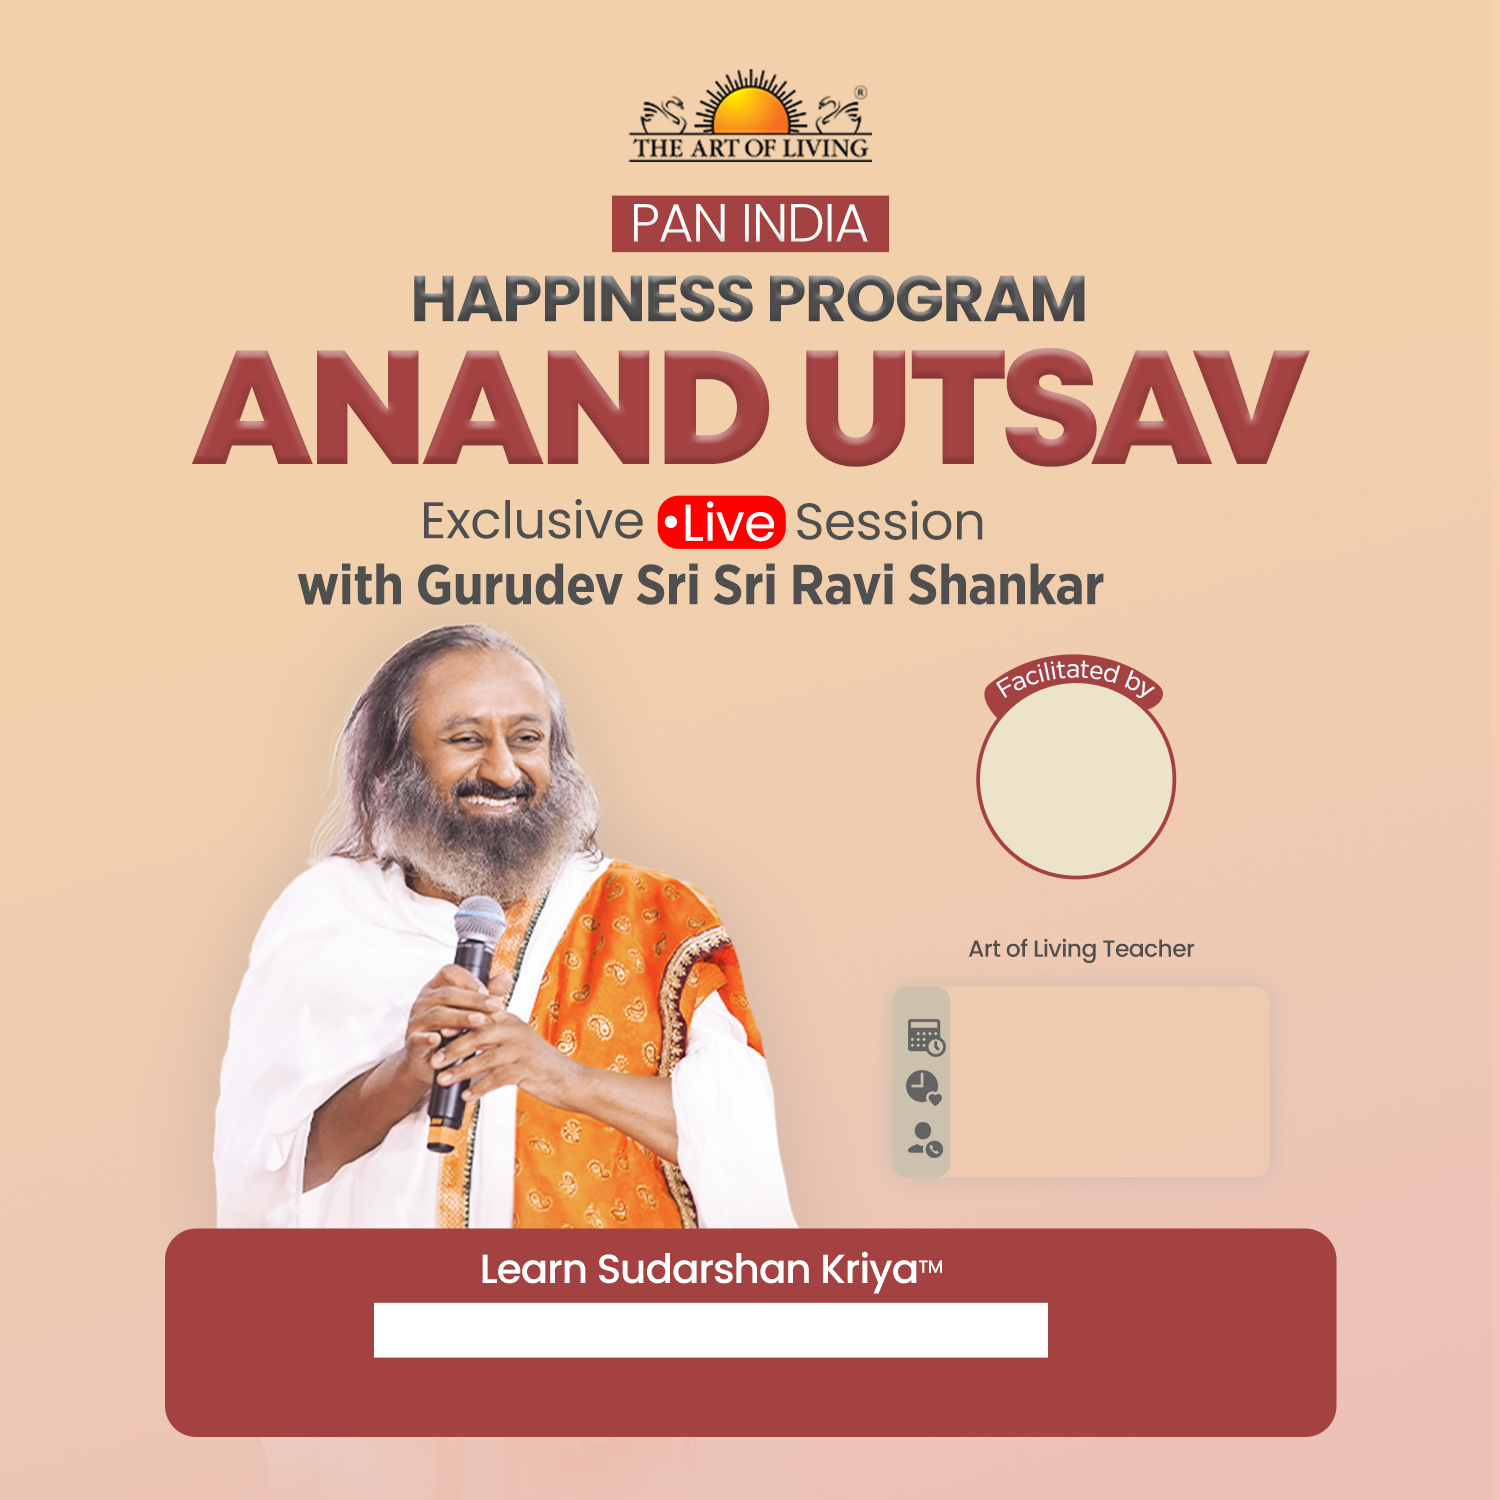 ®
THE ART OF LIVING
PAN INDIA
HAPPINESS PROGRAM
ANAND UTSAV
Exclusive •Live Session
with Gurudev Sri Sri Ravi Shankar
Facilitated by
Art of Living Teacher
Learn Sudarshan Kriya™